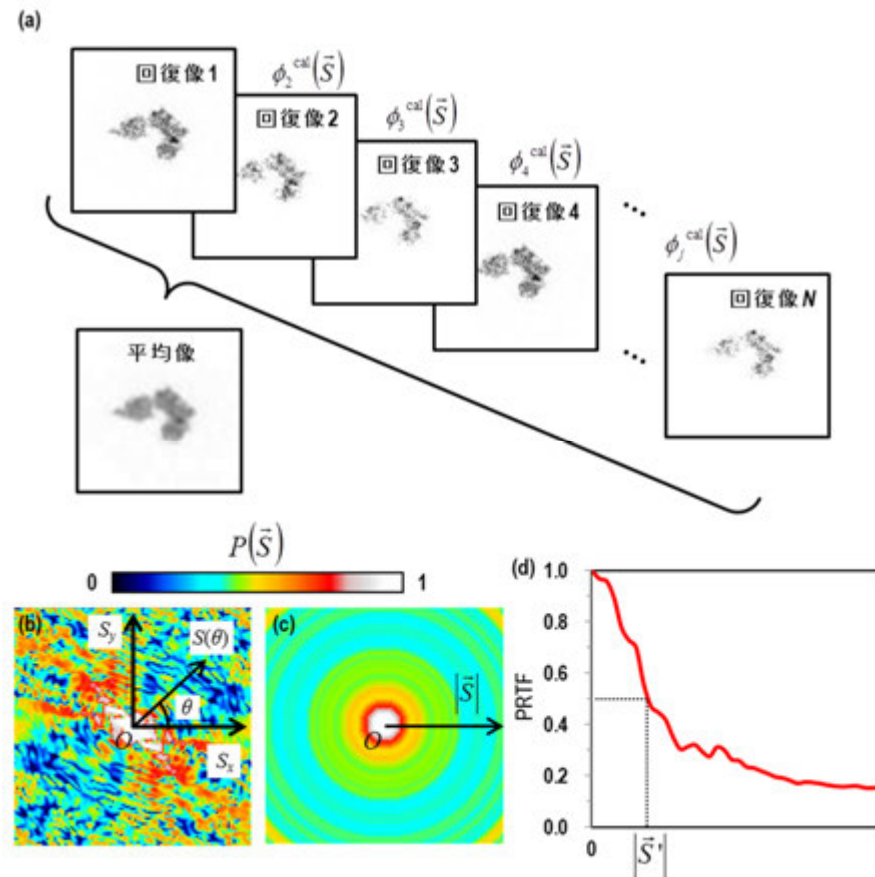 (a)
回復像1
ϕ₂ᶜᵃˡ(S⃗)
回復像2
ϕ₃ᶜᵃˡ(S⃗)
回復像3
ϕ₄ᶜᵃˡ(S⃗)
回復像4
...
ϕⱼᶜᵃˡ(S⃗)
回復像N
...
平均像
P(S⃗)
0 1
(b)
S_y
S(θ)
θ
O
S_x
(c)
|S⃗|
O
(d)
PRTF
1.0
0.8
0.6
0.4
0.2
0.0
0
|S⃗'|